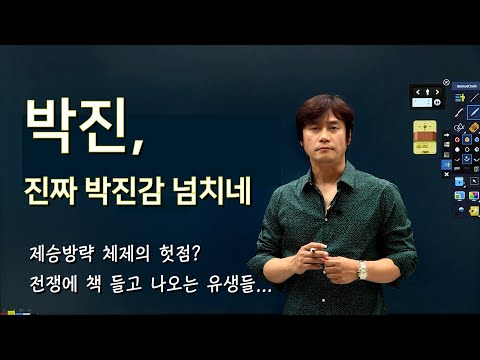 박진,
진짜 박진감 넘치네
제승방략 체제의 헛점?
전쟁에 책 들고 나오는 유생들...